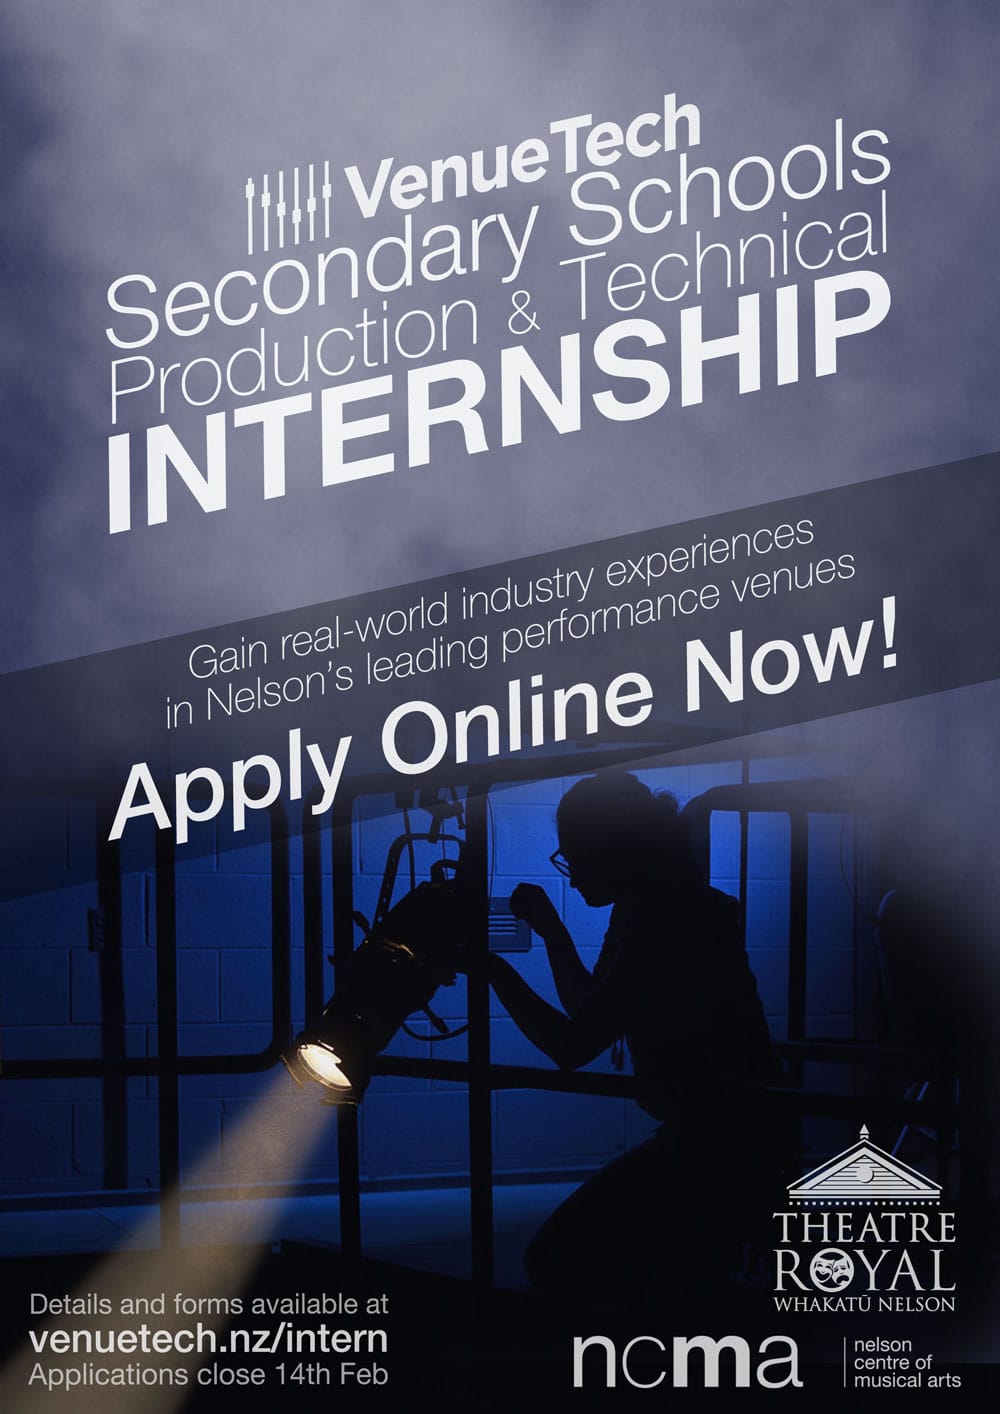 VenueTech
Secondary Schools
Production & Technical
INTERNSHIP
Gain real-world industry experiences
in Nelson's leading performance venues
Apply Online Now!
Details and forms available at
venuetech.nz/intern
Applications close 14th Feb
THEATRE
ROYAL
WHAKATŪ NELSON
ncma
nelson
centre of
musical arts